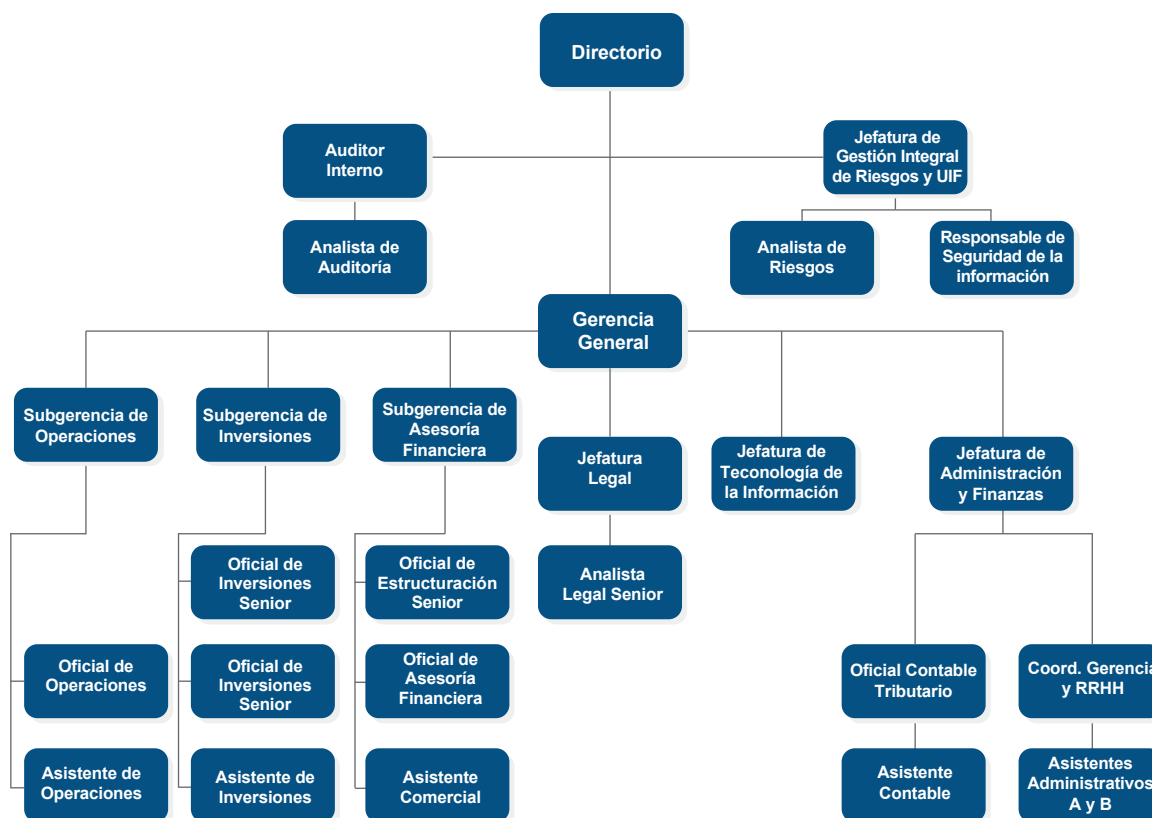 Directorio
Auditor
Interno
Jefatura de
Gestión Integral
de Riesgos y UIF
Analista de
Auditoría
Analista de
Riesgos
Responsable de
Seguridad de la
información
Gerencia
General
Subgerencia de
Operaciones
Subgerencia de
Inversiones
Subgerencia de
Asesoría
Financiera
Jefatura
Legal
Jefatura de
Teconología de
la Información
Jefatura de
Administración
y Finanzas
Oficial de
Inversiones
Senior
Oficial de
Estructuración
Senior
Analista
Legal Senior
Oficial de
Operaciones
Oficial de
Inversiones
Senior
Oficial de
Asesoría
Financiera
Oficial Contable
Tributario
Coord. Gerencia
y RRHH
Asistente de
Operaciones
Asistente de
Inversiones
Asistente
Comercial
Asistente
Contable
Asistentes
Administrativos
A y B